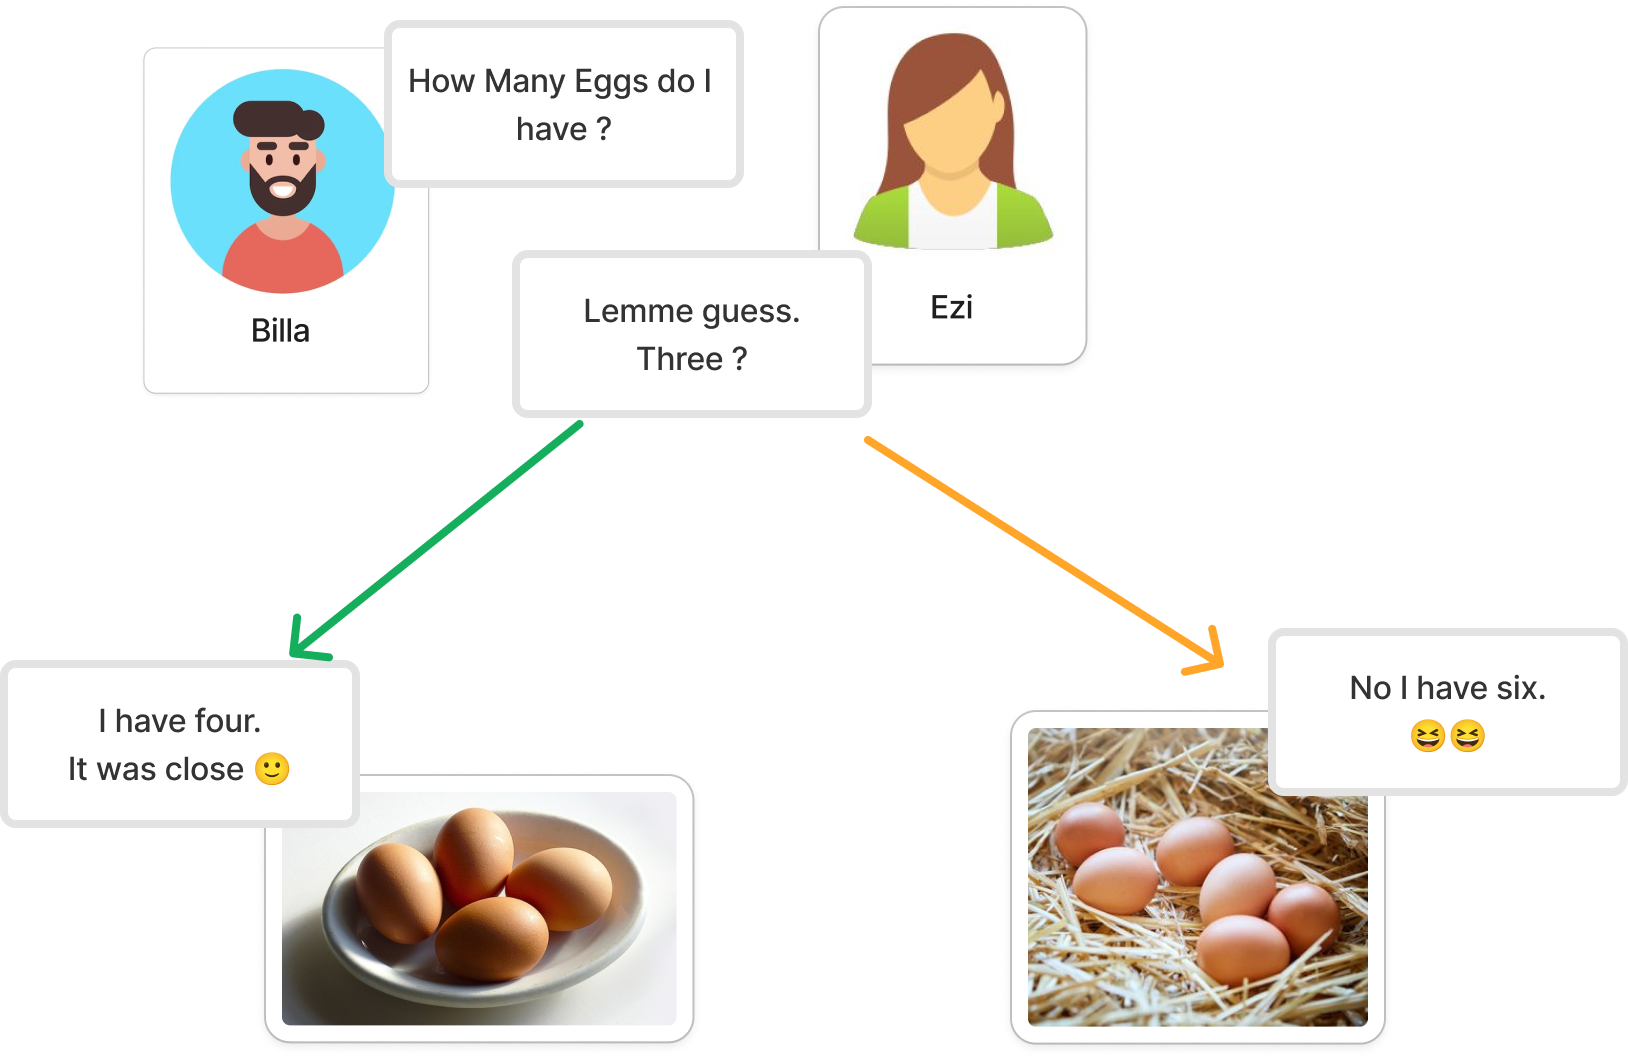 How Many Eggs do I
have ?
Billa
Ezi
Lemme guess.
Three ?
I have four.
It was close 🙂
No I have six.
😆😆